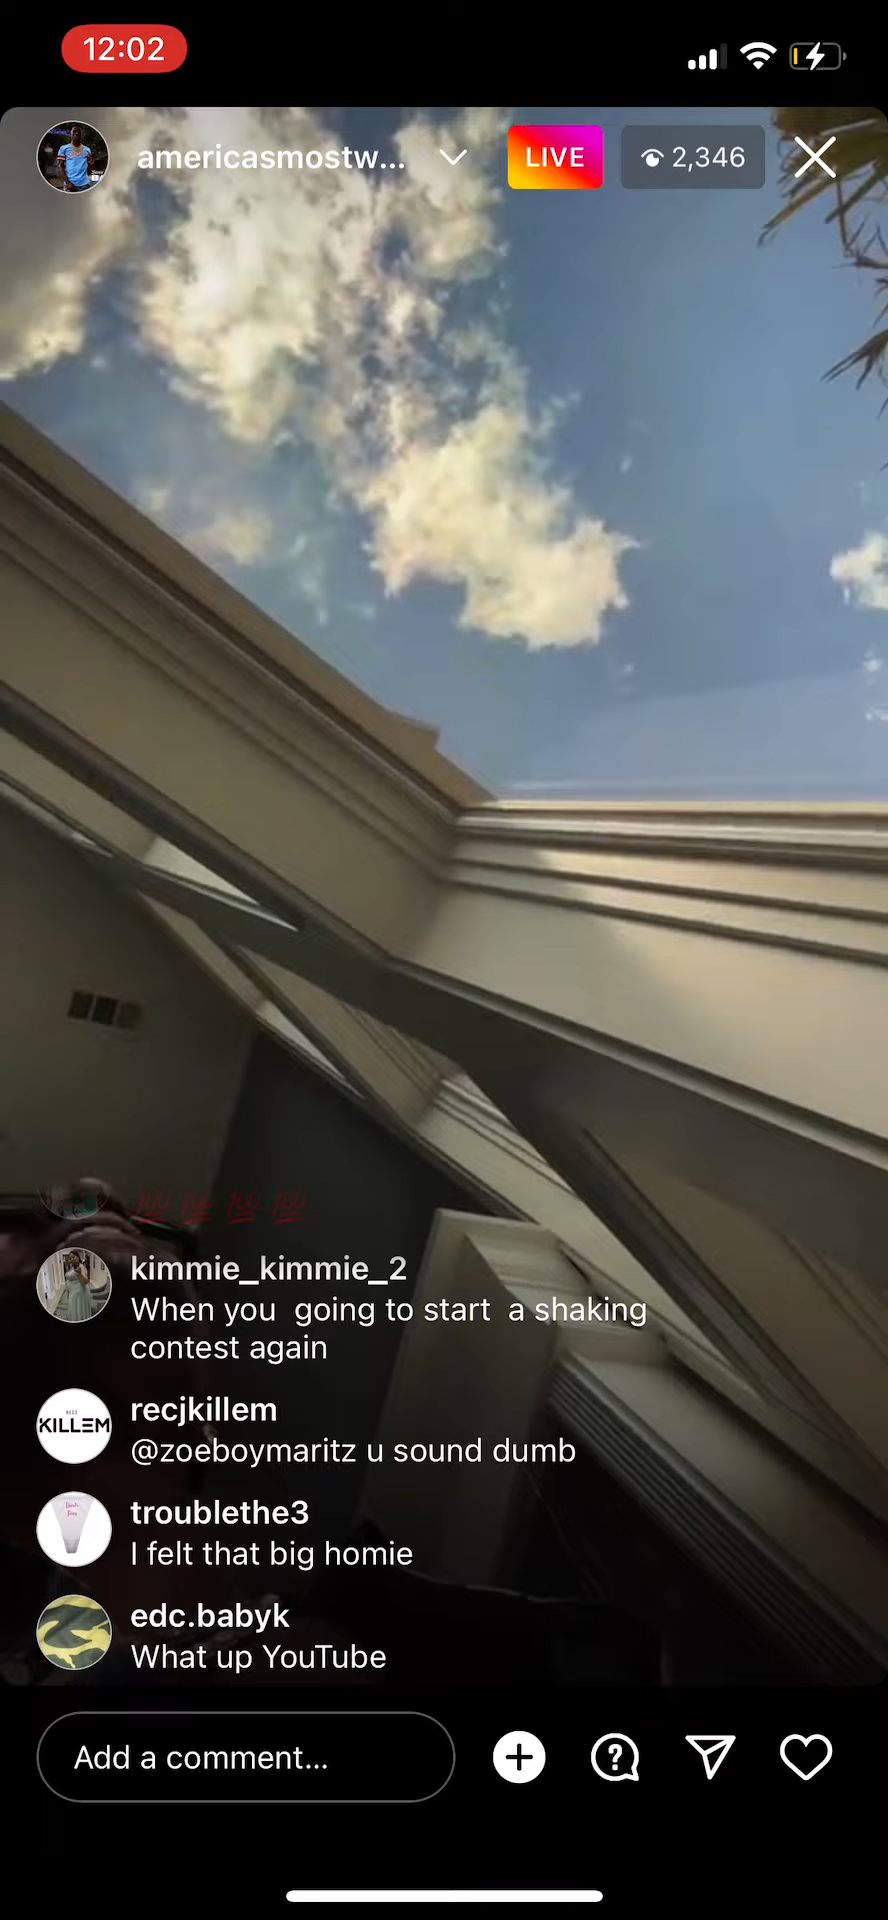 12:02
americasmostw...
LIVE
2,346
💯 💯 💯 💯
kimmie_kimmie_2
When you going to start a shaking
contest again
KILLEM
recjkillem
@zoeboymaritz u sound dumb
troublethe3
I felt that big homie
edc.babyk
What up YouTube
Add a comment...